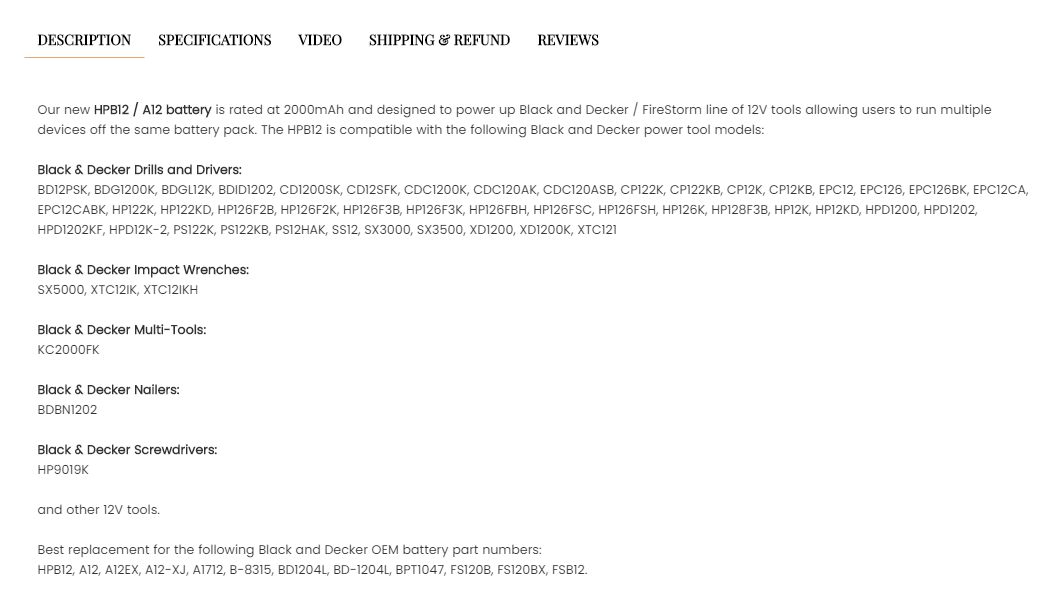 DESCRIPTION SPECIFICATIONS VIDEO SHIPPING & REFUND REVIEWS
Our new HPB12 / A12 battery is rated at 2000mAh and designed to power up Black and Decker / FireStorm line of 12V tools allowing users to run multiple
devices off the same battery pack. The HPB12 is compatible with the following Black and Decker power tool models:
Black & Decker Drills and Drivers:
BD12PSK, BDG1200K, BDGL12K, BDID1202, CD1200SK, CD12SFK, CDC1200K, CDC120AK, CDC120ASB, CP122K, CP122KB, CP12K, CP12KB, EPC12, EPC126, EPC126BK, EPC12CA,
EPC12CABK, HP122K, HP122KD, HP126F2B, HP126F2K, HP126F3B, HP126F3K, HP126FBH, HP126FSC, HP126FSH, HP126K, HP128F3B, HP12K, HP12KD, HPD1200, HPD1202,
HPD1202KF, HPD12K-2, PS122K, PS122KB, PS12HAK, SS12, SX3000, SX3500, XD1200, XD1200K, XTC121
Black & Decker Impact Wrenches:
SX5000, XTC12IK, XTC12IKH
Black & Decker Multi-Tools:
KC2000FK
Black & Decker Nailers:
BDBN1202
Black & Decker Screwdrivers:
HP9019K
and other 12V tools.
Best replacement for the following Black and Decker OEM battery part numbers:
HPB12, A12, A12EX, A12-XJ, A1712, B-8315, BD1204L, BD-1204L, BPT1047, FS120B, FS120BX, FSB12.